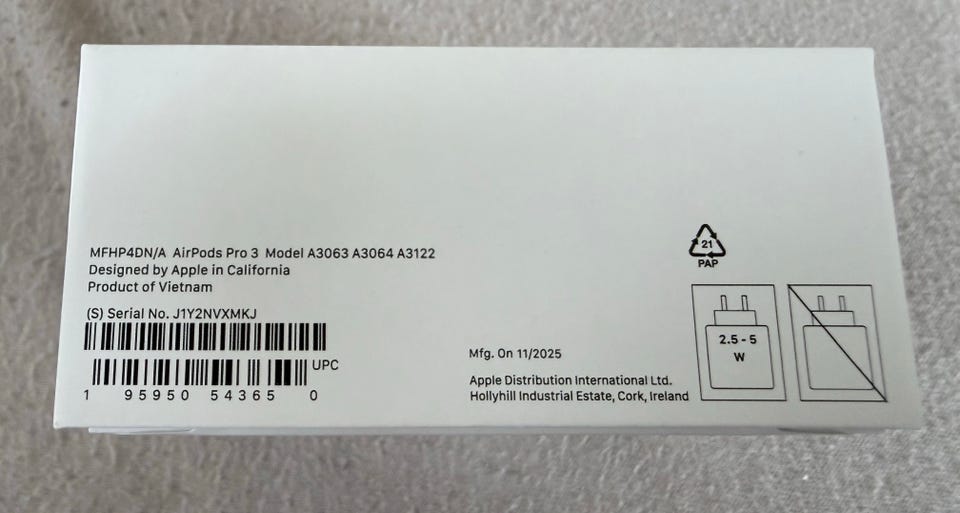 MFHP4DN/A AirPods Pro 3 Model A3063 A3064 A3122
Designed by Apple in California
Product of Vietnam
(S) Serial No. J1Y2NVXMKJ
UPC
1 95950 54365 0
Mfg. On 11/2025
Apple Distribution International Ltd.
Hollyhill Industrial Estate, Cork, Ireland
21
PAP
2.5 - 5
W